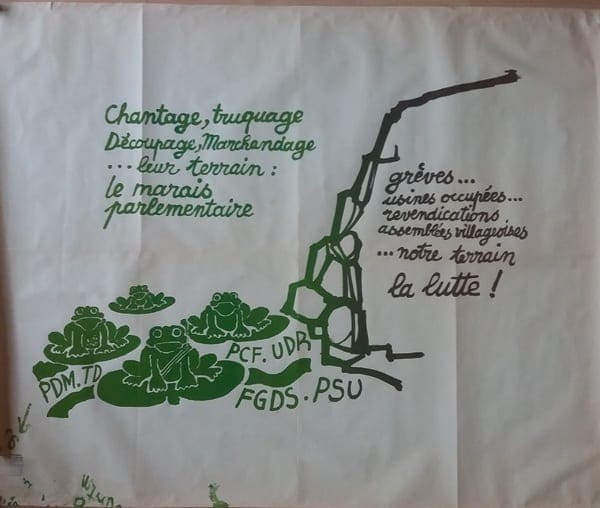 Chantage, truquage
Découpage, Marchandage
... leur terrain :
le marais
parlementaire
grèves...
usines occupées...
revendications
assemblées villageoises
... notre terrain
la lutte !
PDM. TD
PCF. UDR
FGDS. PSU